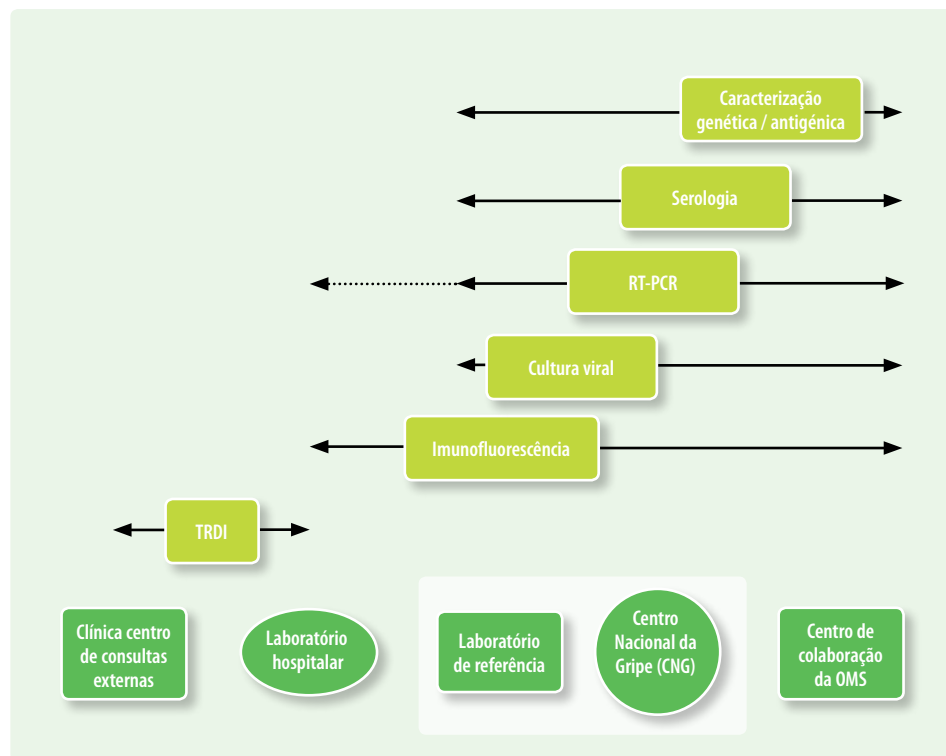 Caracterização
genética / antigénica
Serologia
RT-PCR
Cultura viral
Imunofluorescência
TRDI
Clínica centro
de consultas
externas
Laboratório
hospitalar
Laboratório
de referência
Centro
Nacional da
Gripe (CNG)
Centro de
colaboração
da OMS